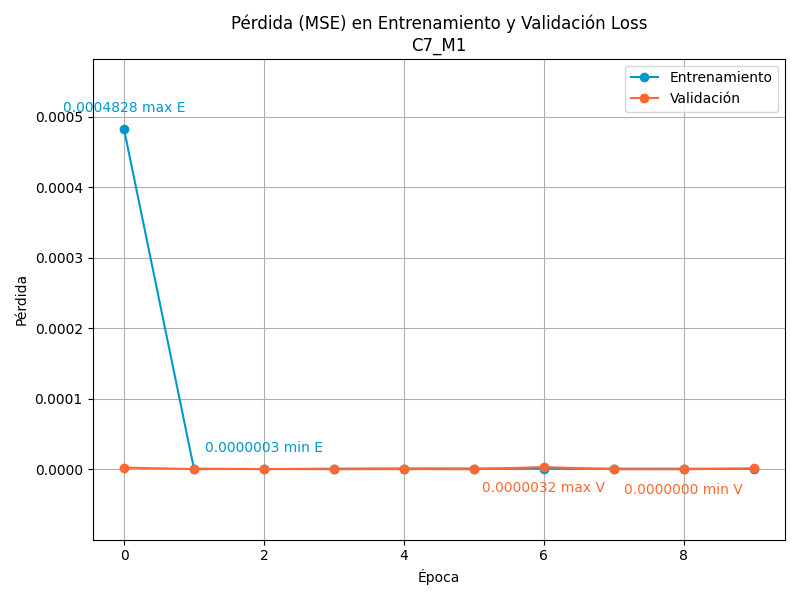 Pérdida (MSE) en Entrenamiento y Validación Loss
C7_M1
Entrenamiento
Validación
0.0004828 max E
0.0000003 min E
0.0000032 max V
0.0000000 min V
0.0005
0.0004
0.0003
0.0002
0.0001
0.0000
Pérdida
0
2
4
6
8
Época